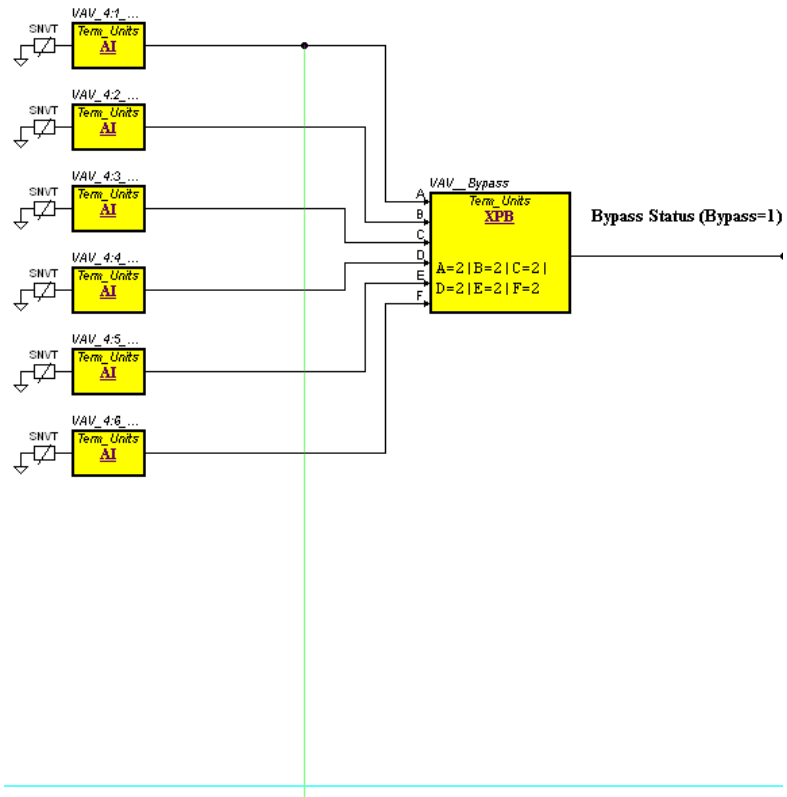 VAV_4:1_...
SNVT
Term_Units
AI
VAV_4:2_...
SNVT
Term_Units
AI
VAV_4:3_...
SNVT
Term_Units
AI
VAV_4:4_...
SNVT
Term_Units
AI
VAV_4:5_...
SNVT
Term_Units
AI
VAV_4:6_...
SNVT
Term_Units
AI
VAV__Bypass
A
B
C
D
E
F
Term_Units
XPB
A=2|B=2|C=2|
D=2|E=2|F=2
Bypass Status (Bypass=1)